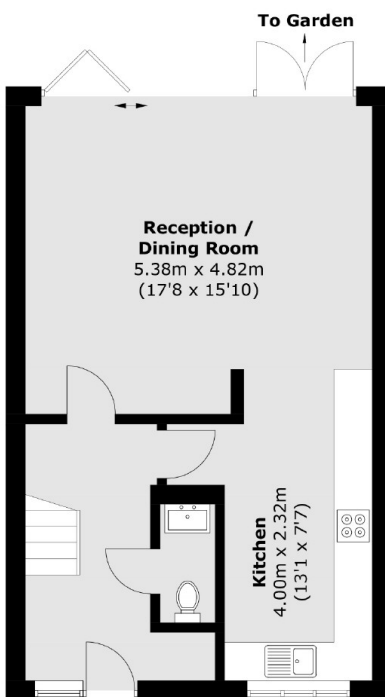 To Garden
Reception /
Dining Room
5.38m x 4.82m
(17'8 x 15'10)
Kitchen
4.00m x 2.32m
(13'1 x 7'7)